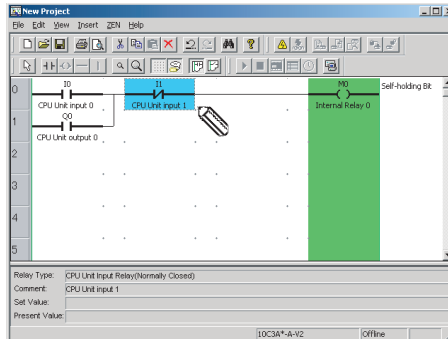 New Project
File Edit View Insert ZEN Help
0 I0 I1 M0 Self-holding Bit
CPU Unit input 0 CPU Unit input 1 Internal Relay 0
1 Q0
CPU Unit output 0
2
3
4
5
Relay Type: CPU Unit Input Relay(Normally Closed)
Comment: CPU Unit input 1
Set Value:
Present Value:
10C3A*-A-V2 Offline